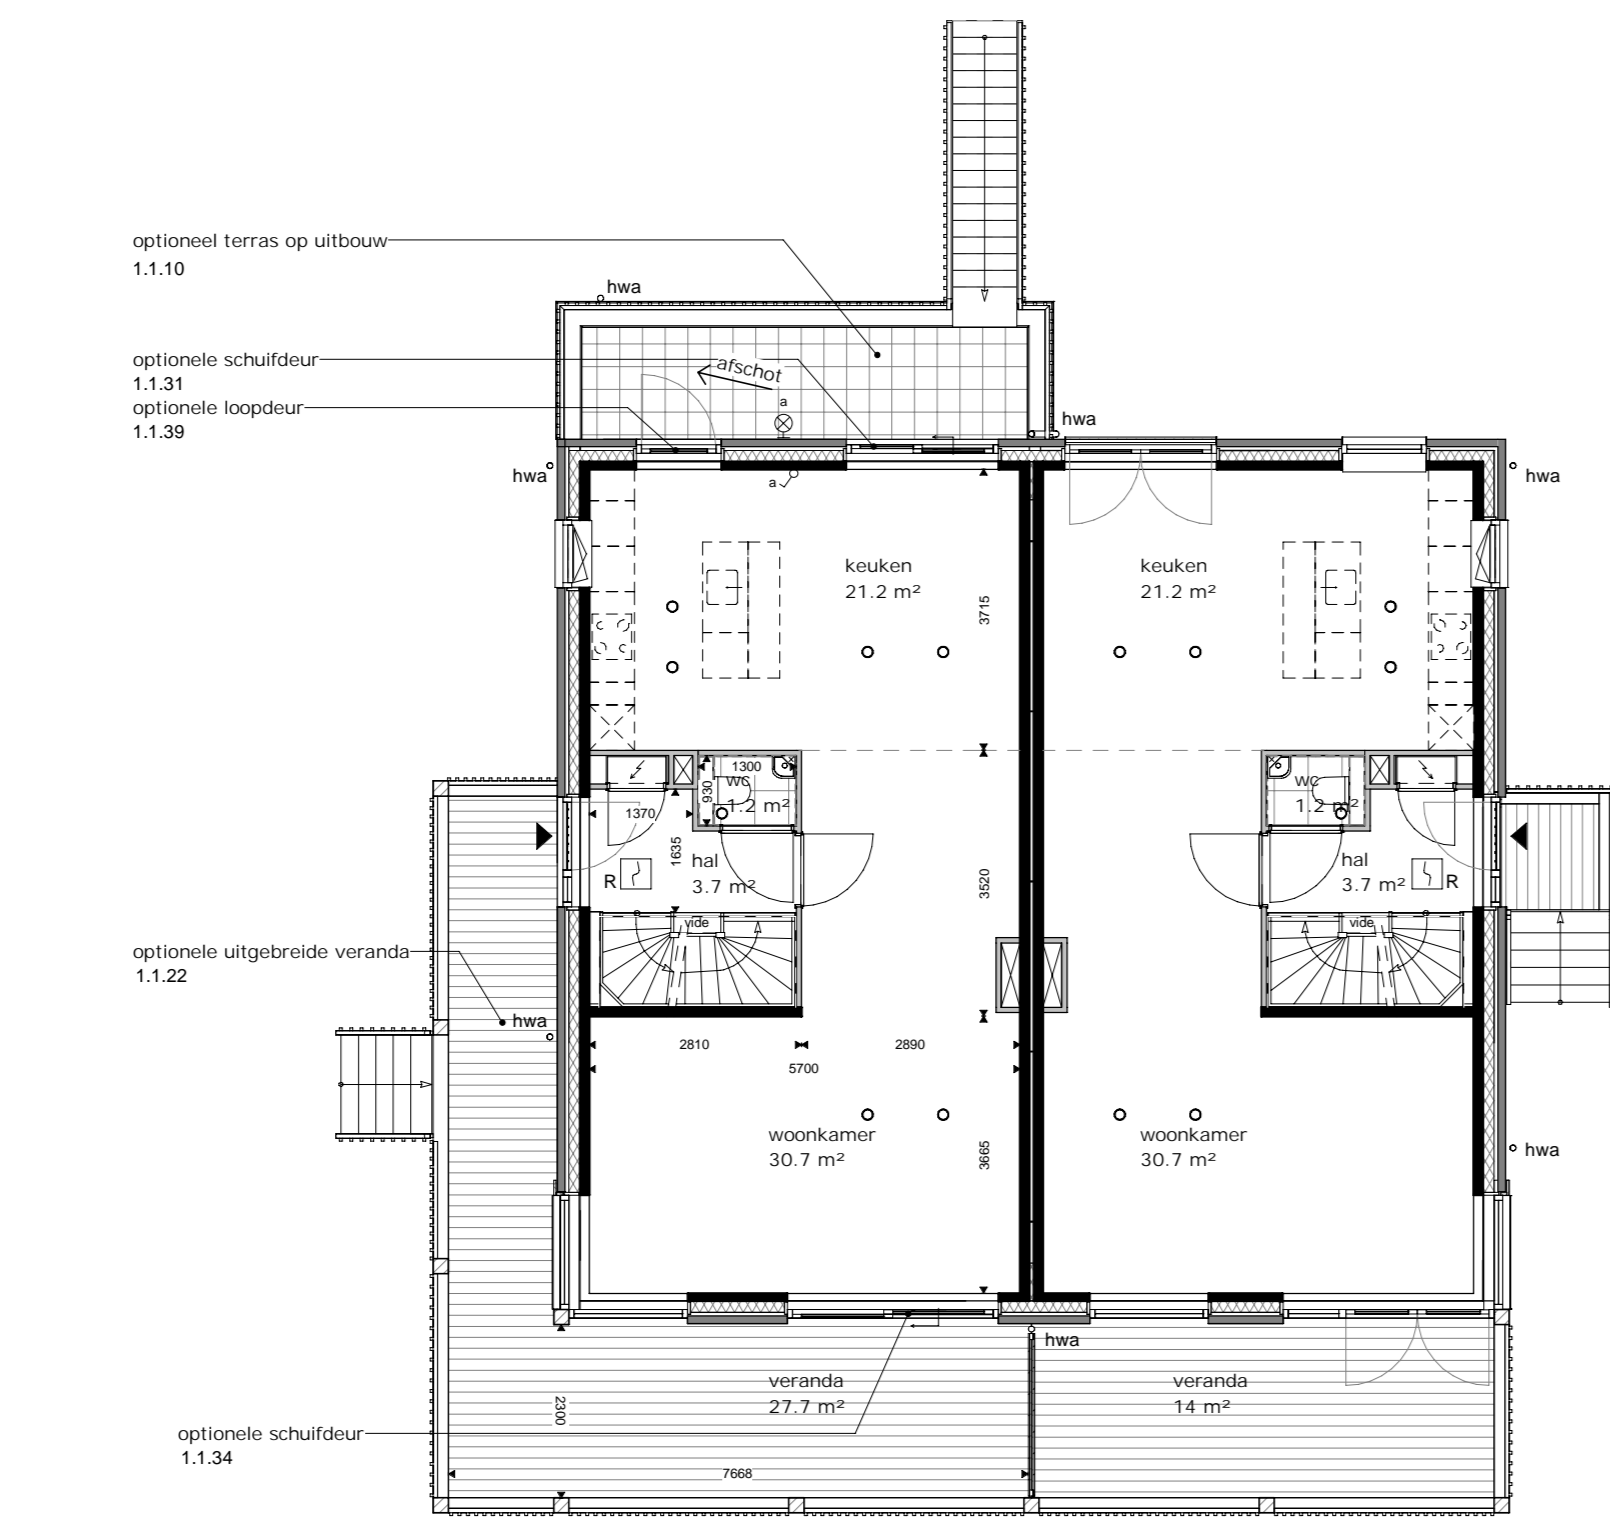 optioneel terras op uitbouw
1.1.10
hwa
optionele schuifdeur
1.1.31
afschot
optionele loopdeur
1.1.39
a
hwa
hwa
a
hwa
keuken
21.2 m²
3715
keuken
21.2 m²
1300
930
wc
1.2 m²
1370
1635
hal
3.7 m²
R
vide
3520
wc
1.2 m²
hal
3.7 m²
R
vide
optionele uitgebreide veranda
1.1.22
hwa
2810
2890
5700
woonkamer
30.7 m²
3665
woonkamer
30.7 m²
hwa
hwa
veranda
27.7 m²
2300
veranda
14 m²
optionele schuifdeur
1.1.34
7668